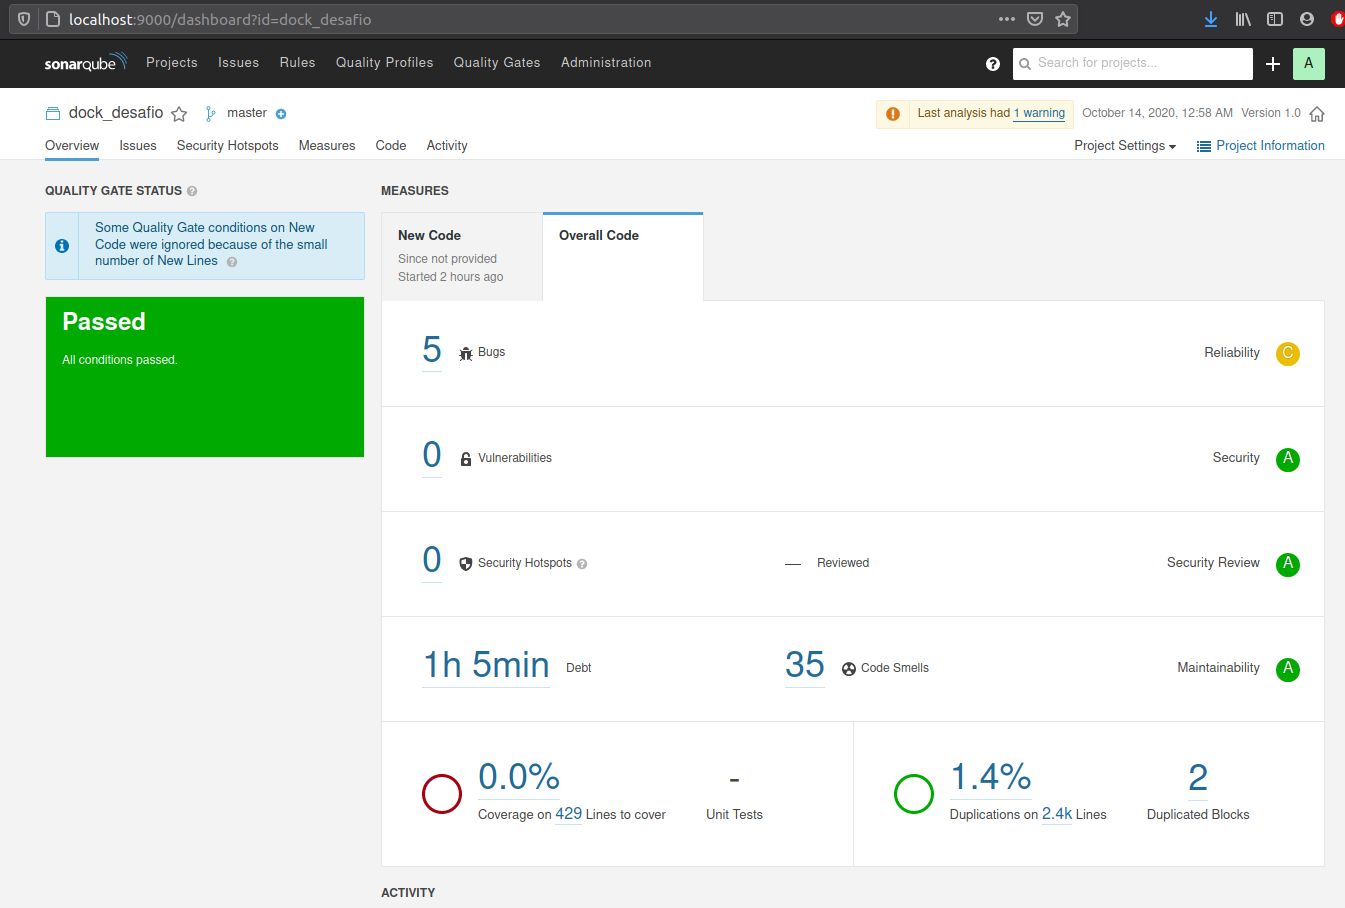 localhost:9000/dashboard?id=dock_desafio
sonarqube Projects Issues Rules Quality Profiles Quality Gates Administration ? Search for projects... A
dock_desafio master Last analysis had 1 warning October 14, 2020, 12:58 AM Version 1.0
Overview Issues Security Hotspots Measures Code Activity Project Settings Project Information
QUALITY GATE STATUS ?
Some Quality Gate conditions on New
Code were ignored because of the small
number of New Lines ?
Passed
All conditions passed.
MEASURES
New Code
Since not provided
Started 2 hours ago
Overall Code
5 Bugs Reliability C
0 Vulnerabilities Security A
0 Security Hotspots ? — Reviewed Security Review A
1h 5min Debt 35 Code Smells Maintainability A
0.0%
Coverage on 429 Lines to cover
-
Unit Tests
1.4%
Duplications on 2.4k Lines
2
Duplicated Blocks
ACTIVITY